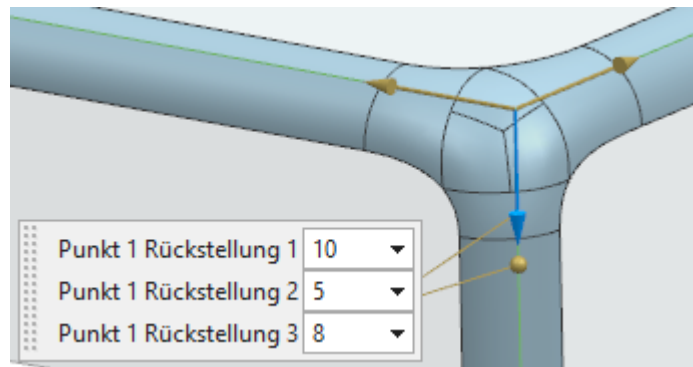 Punkt 1 Rückstellung 1 10
Punkt 1 Rückstellung 2 5
Punkt 1 Rückstellung 3 8